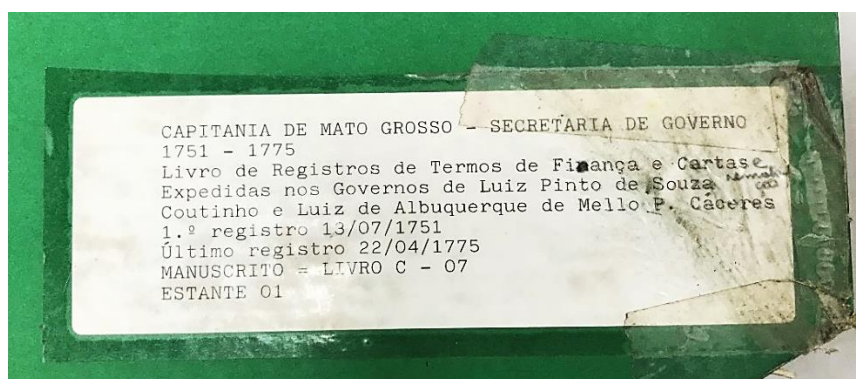 CAPITANIA DE MATO GROSSO - SECRETARIA DE GOVERNO
1751 - 1775
Livro de Registros de Termos de Fiança e Cartas e
Expedidas nos Governos de Luiz Pinto de Souza
Coutinho e Luiz de Albuquerque de Mello P. Cáceres
1.º registro 13/07/1751
Último registro 22/04/1775
MANUSCRITO = LIVRO C - 07
ESTANTE 01